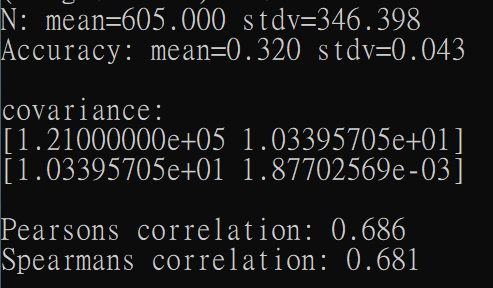 N: mean=605.000 stdv=346.398
Accuracy: mean=0.320 stdv=0.043
covariance:
[1.21000000e+05 1.03395705e+01]
[1.03395705e+01 1.87702569e-03]
Pearsons correlation: 0.686
Spearmans correlation: 0.681